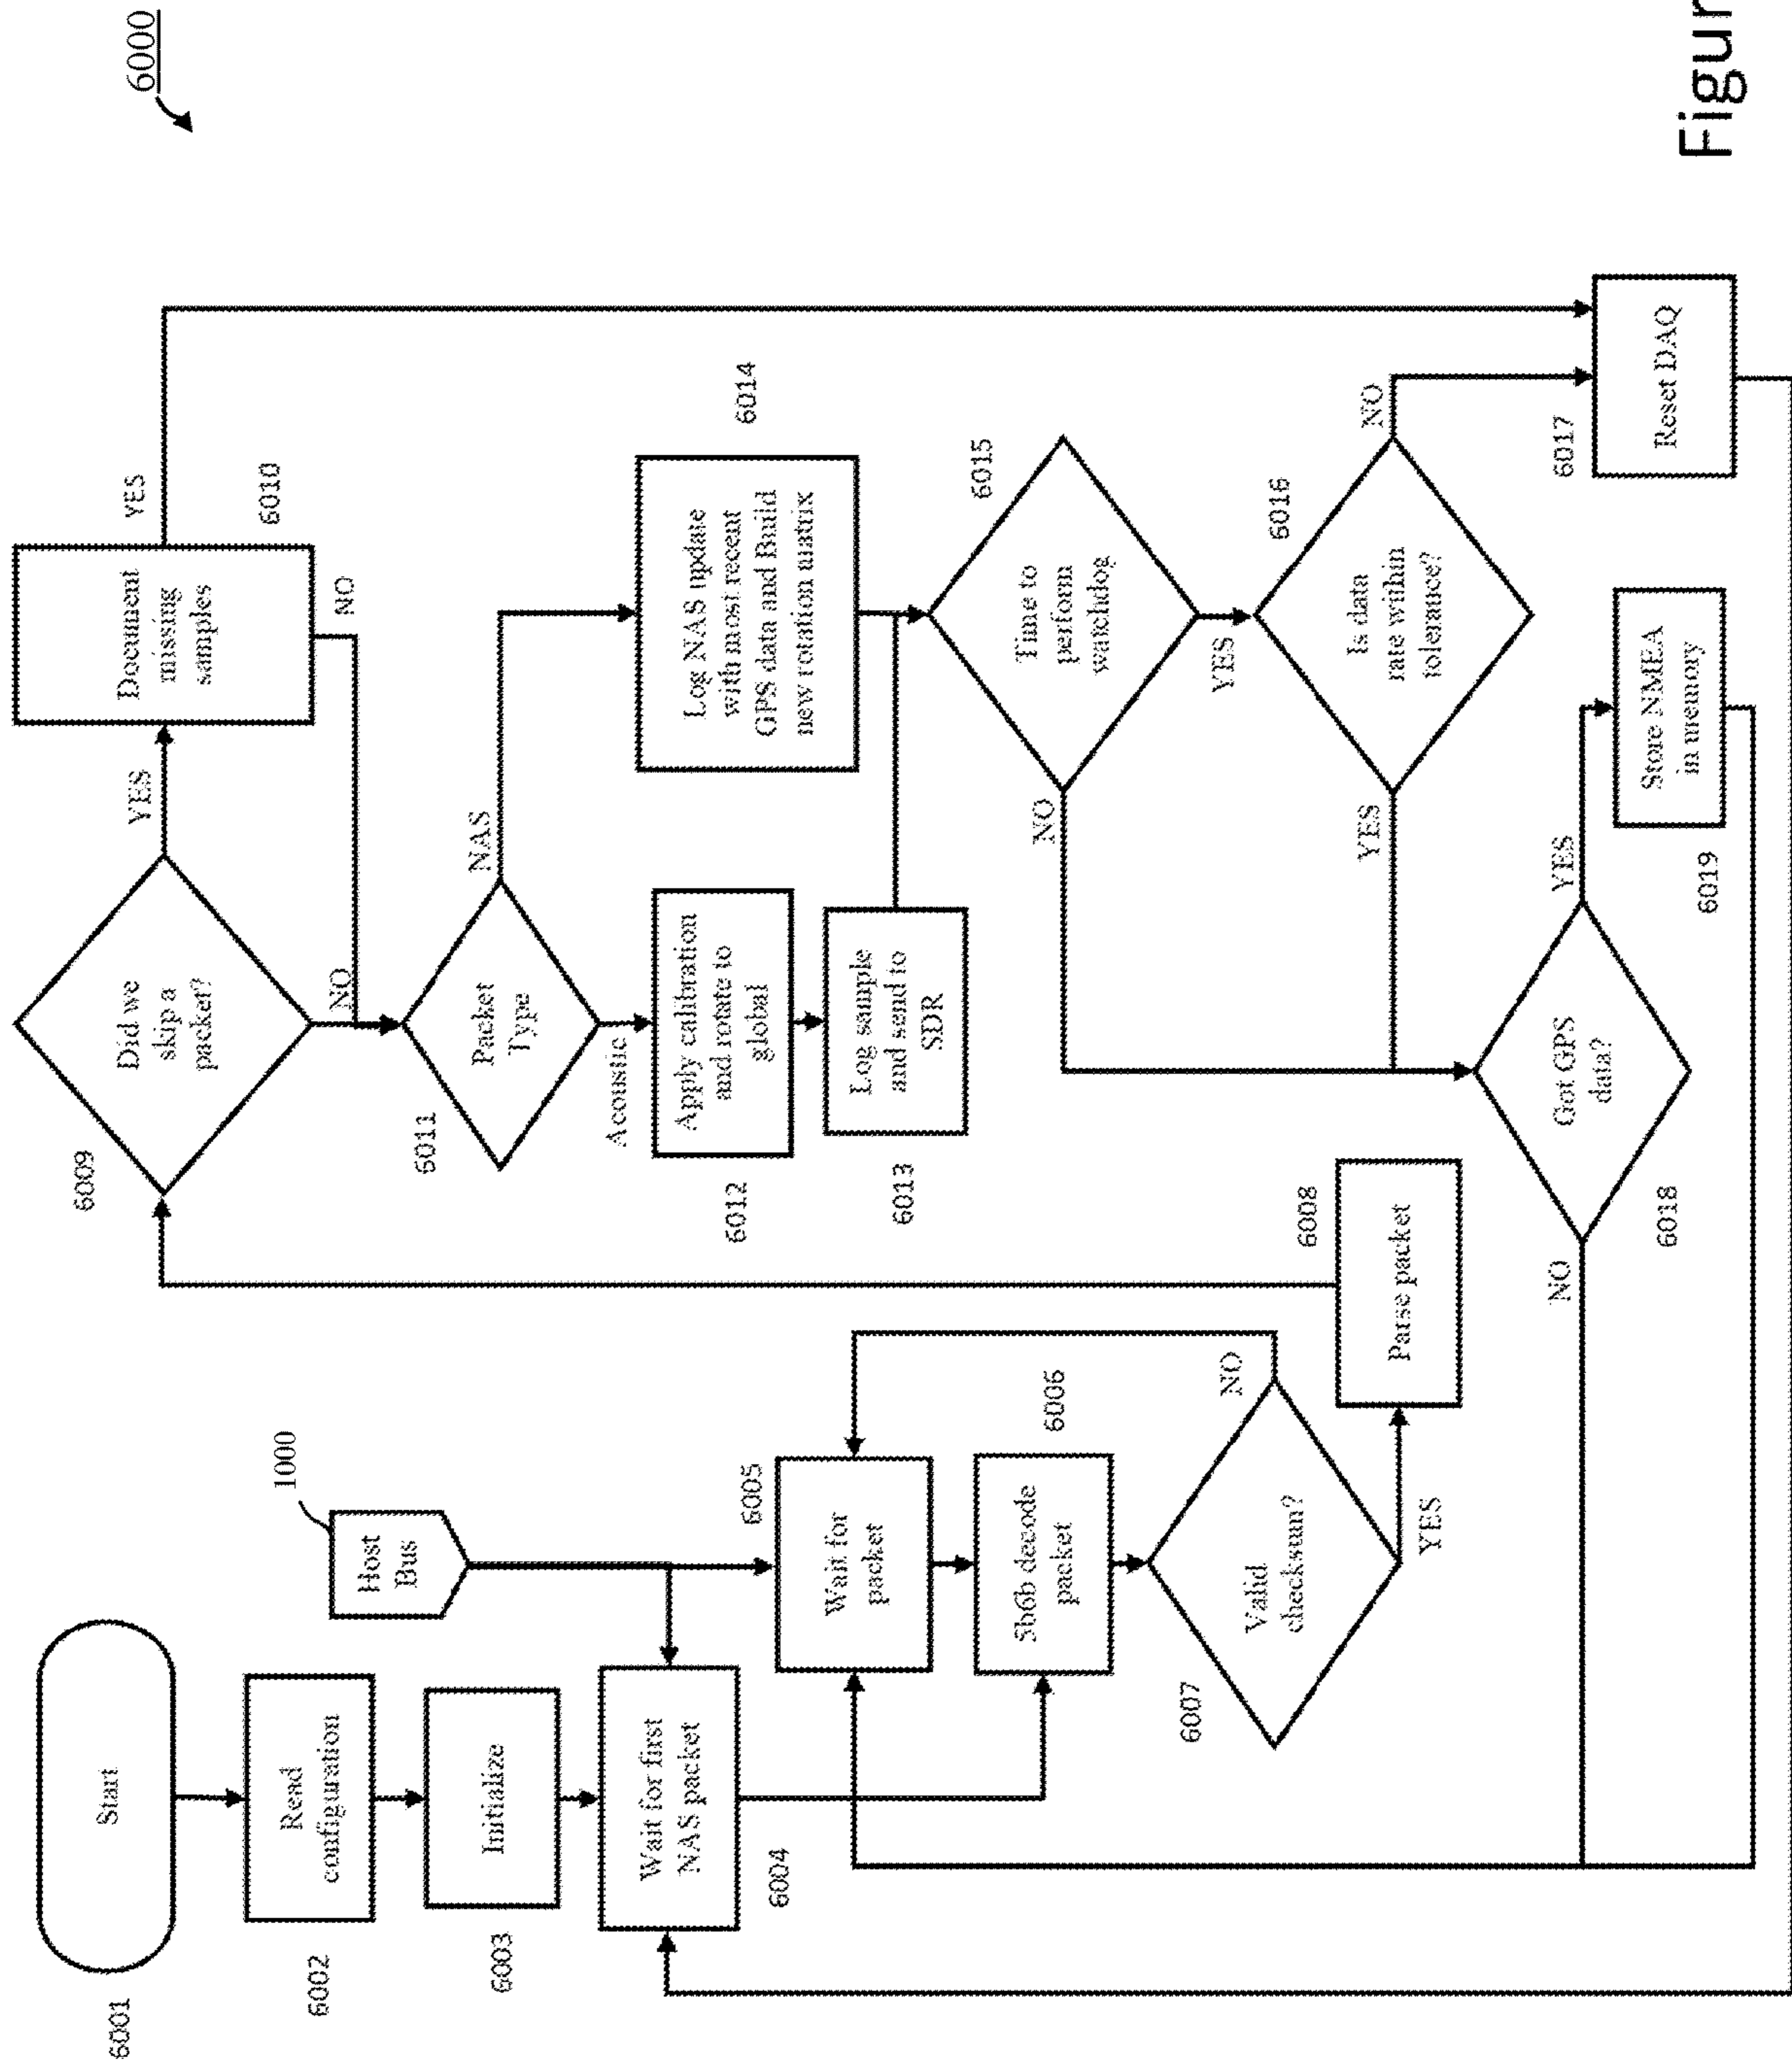 6000
6001
Start
6002
Read
configuration
6003
Initialize
6004
Wait for first
NAS packet
1000
Host
Bus
6005
Wait for
packet
6006
5b6b decode
packet
6007
Valid
checksum?
NO
YES
6008
Parse packet
6009
Did we
skip a
packet?
YES
NO
6010
Document
missing
samples
YES
NO
6011
Packet
Type
NAS
Acoustic
6012
Apply calibration
and rotate to
global
6013
Log sample
and send to
SDR
6014
Log NAS update
with most recent
GPS data and Build
new rotation matrix
6015
Time to
perform
watchdog
NO
YES
6016
Is data
rate within
tolerance?
NO
YES
6017
Reset DAQ
6018
Got GPS
data?
NO
YES
6019
Store NMEA
in memory